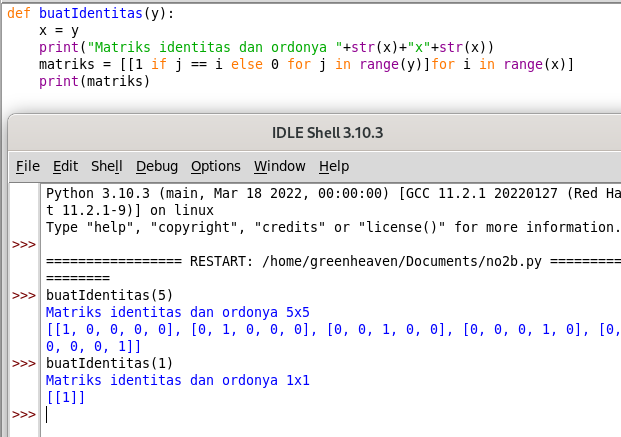 def buatIdentitas(y):
    x = y
    print("Matriks identitas dan ordonya "+str(x)+"x"+str(x))
    matriks = [[1 if j == i else 0 for j in range(y)]for i in range(x)]
    print(matriks)
IDLE Shell 3.10.3
File Edit Shell Debug Options Window Help
Python 3.10.3 (main, Mar 18 2022, 00:00:00) [GCC 11.2.1 20220127 (Red Ha
t 11.2.1-9)] on linux
Type "help", "copyright", "credits" or "license()" for more information.
>>>
================= RESTART: /home/greenheaven/Documents/no2b.py =========
========
>>> buatIdentitas(5)
Matriks identitas dan ordonya 5x5
[[1, 0, 0, 0, 0], [0, 1, 0, 0, 0], [0, 0, 1, 0, 0], [0, 0, 0, 1, 0], [0,
0, 0, 0, 1]]
>>> buatIdentitas(1)
Matriks identitas dan ordonya 1x1
[[1]]
>>>